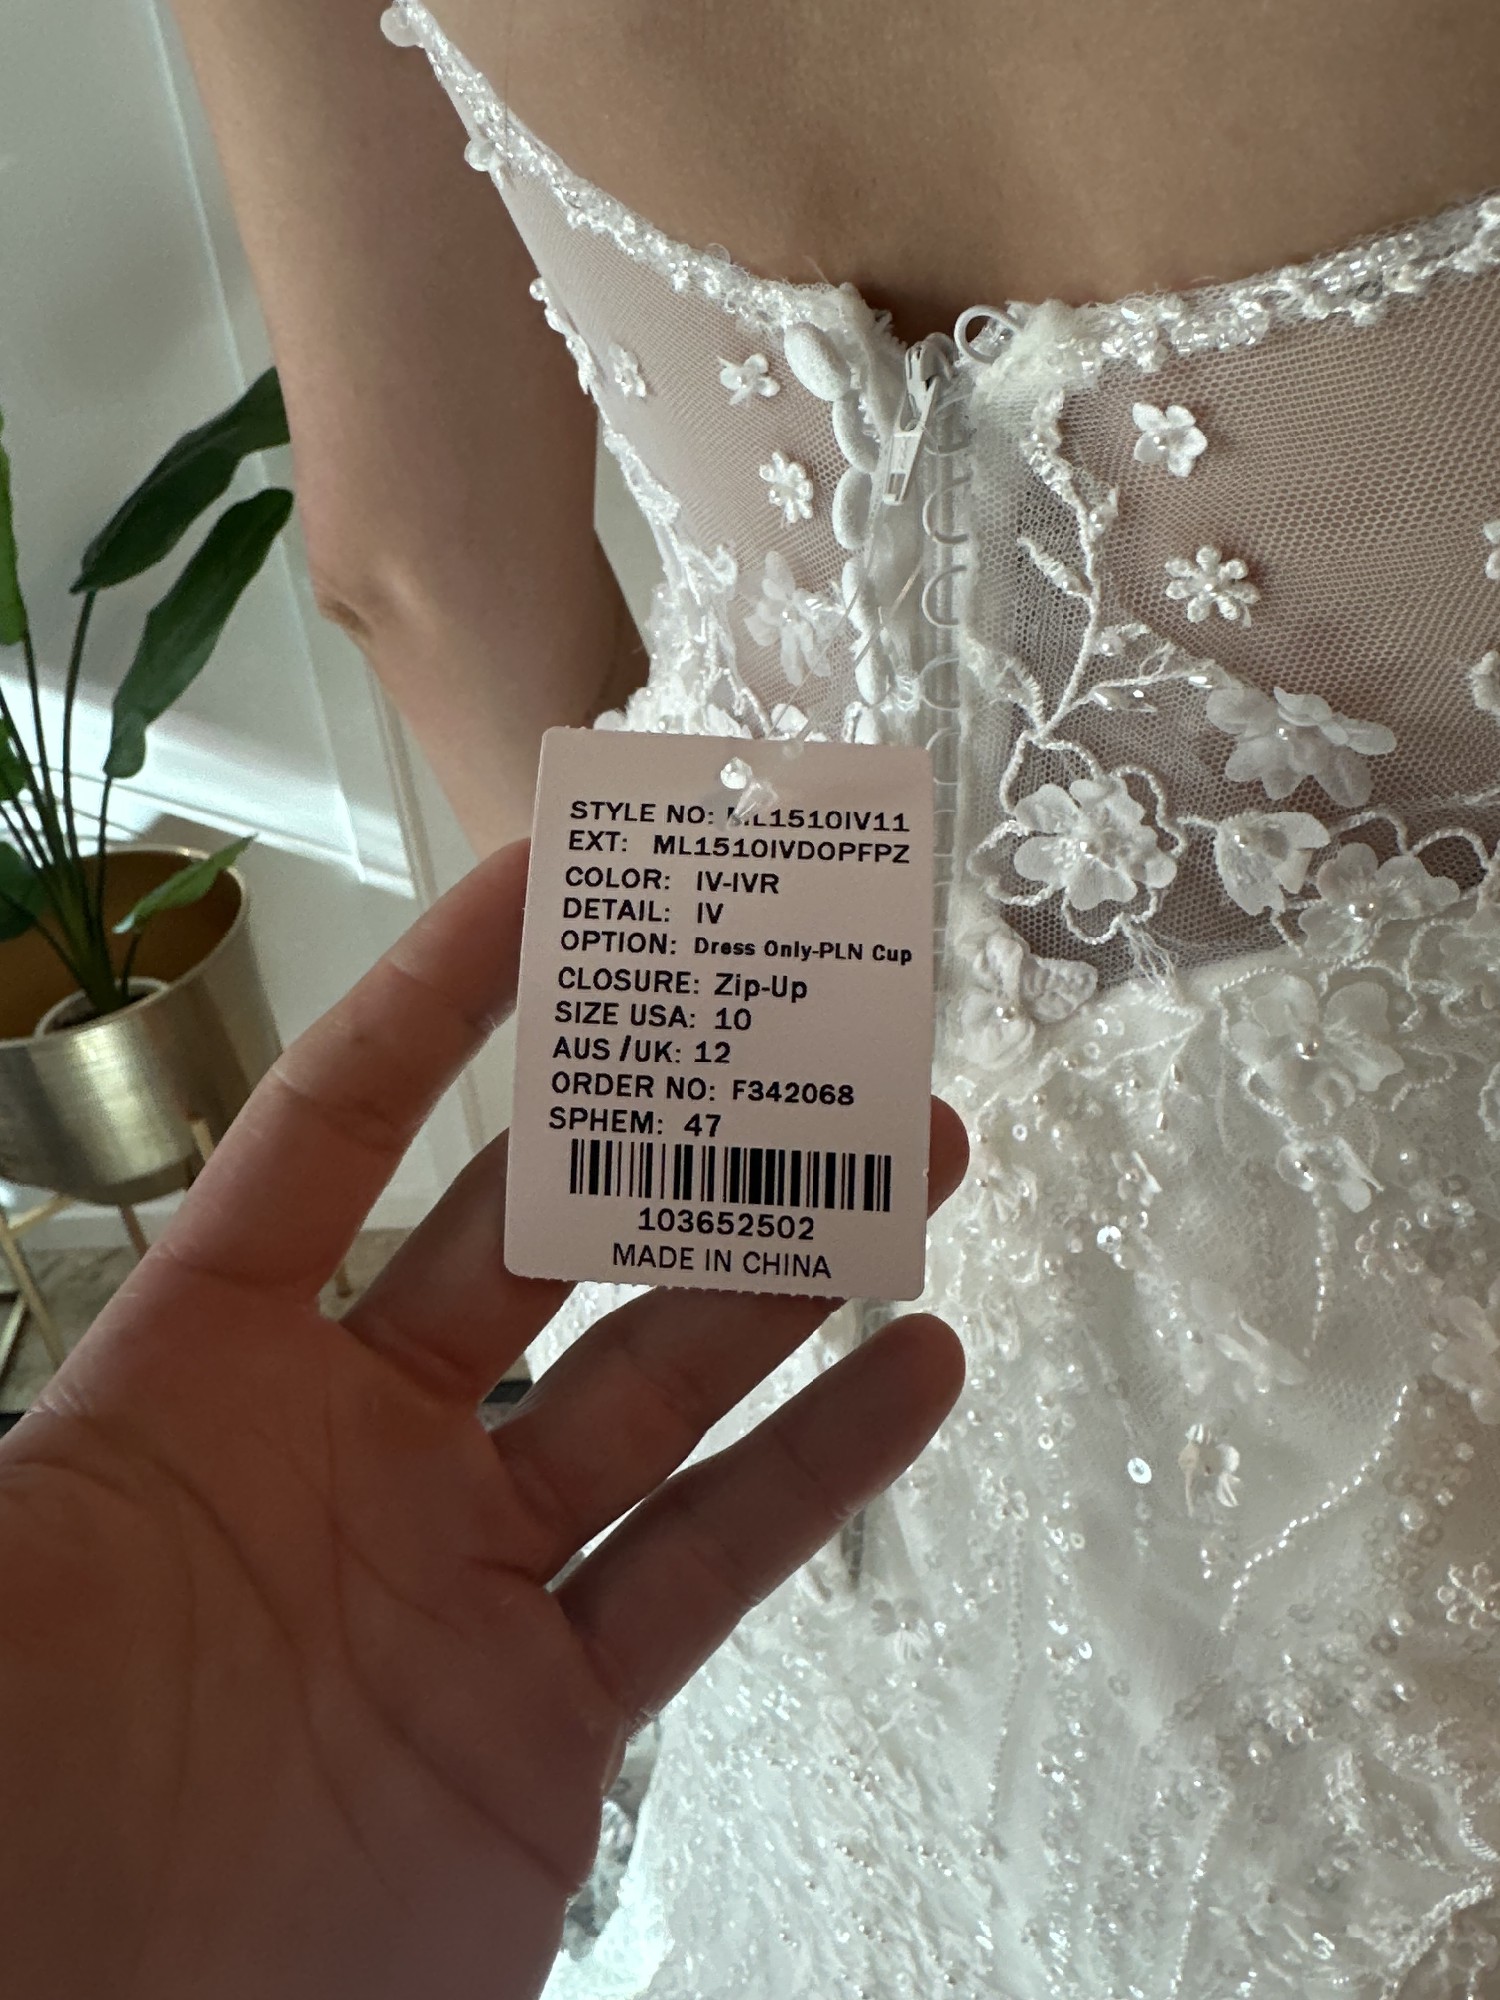 STYLE NO: ML1510IV11
EXT: ML1510IVDOPFPZ
COLOR: IV-IVR
DETAIL: IV
OPTION: Dress Only-PLN Cup
CLOSURE: Zip-Up
SIZE USA: 10
AUS /UK: 12
ORDER NO: F342068
SPHEM: 47
103652502
MADE IN CHINA